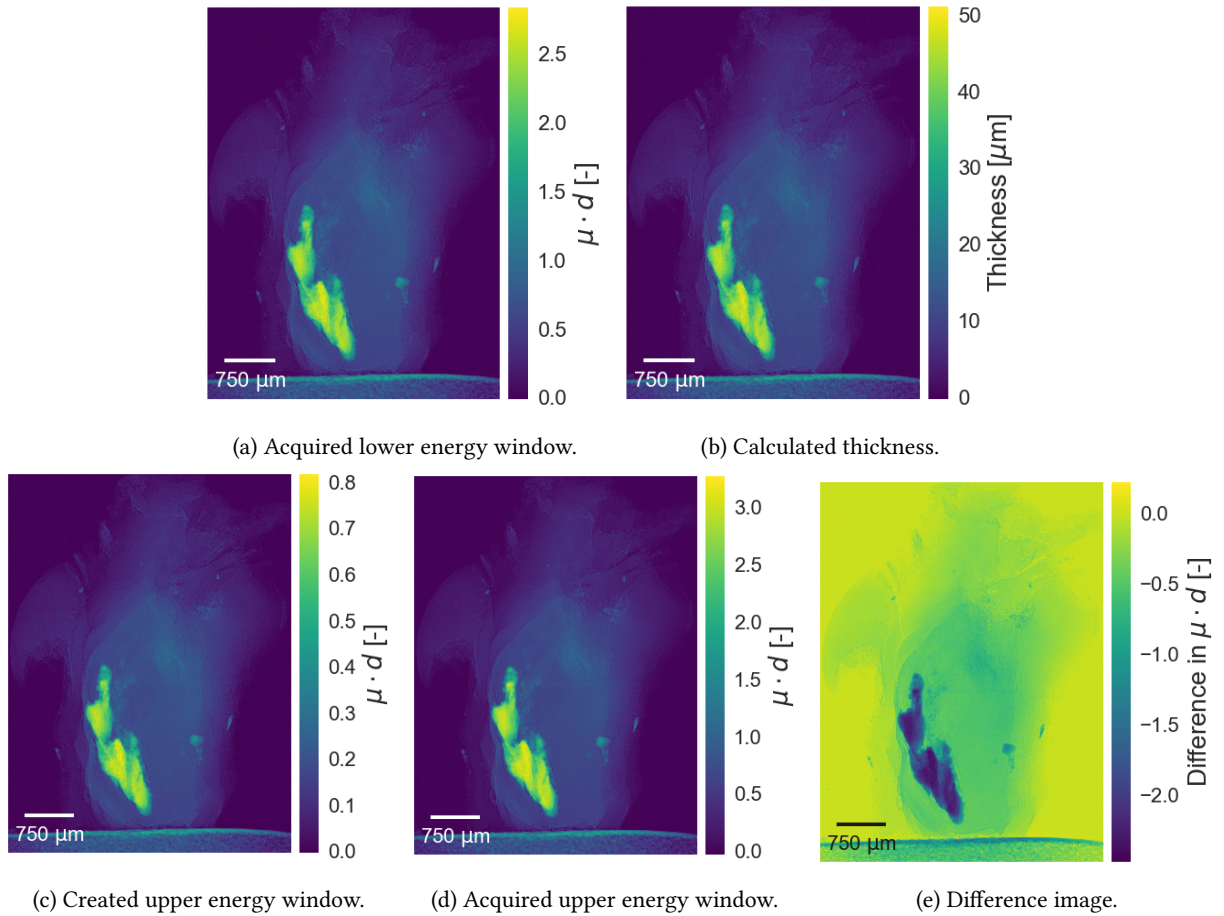 2.5
2.0
1.5
1.0
0.5
0.0
μ · d [-]
750 μm
50
40
30
20
10
0
Thickness [μm]
750 μm
(a) Acquired lower energy window.
(b) Calculated thickness.
0.8
0.7
0.6
0.5
0.4
0.3
0.2
0.1
0.0
μ · d [-]
750 μm
3.0
2.5
2.0
1.5
1.0
0.5
0.0
μ · d [-]
750 μm
0.0
−0.5
−1.0
−1.5
−2.0
Difference in μ · d [-]
750 μm
(c) Created upper energy window.
(d) Acquired upper energy window.
(e) Difference image.